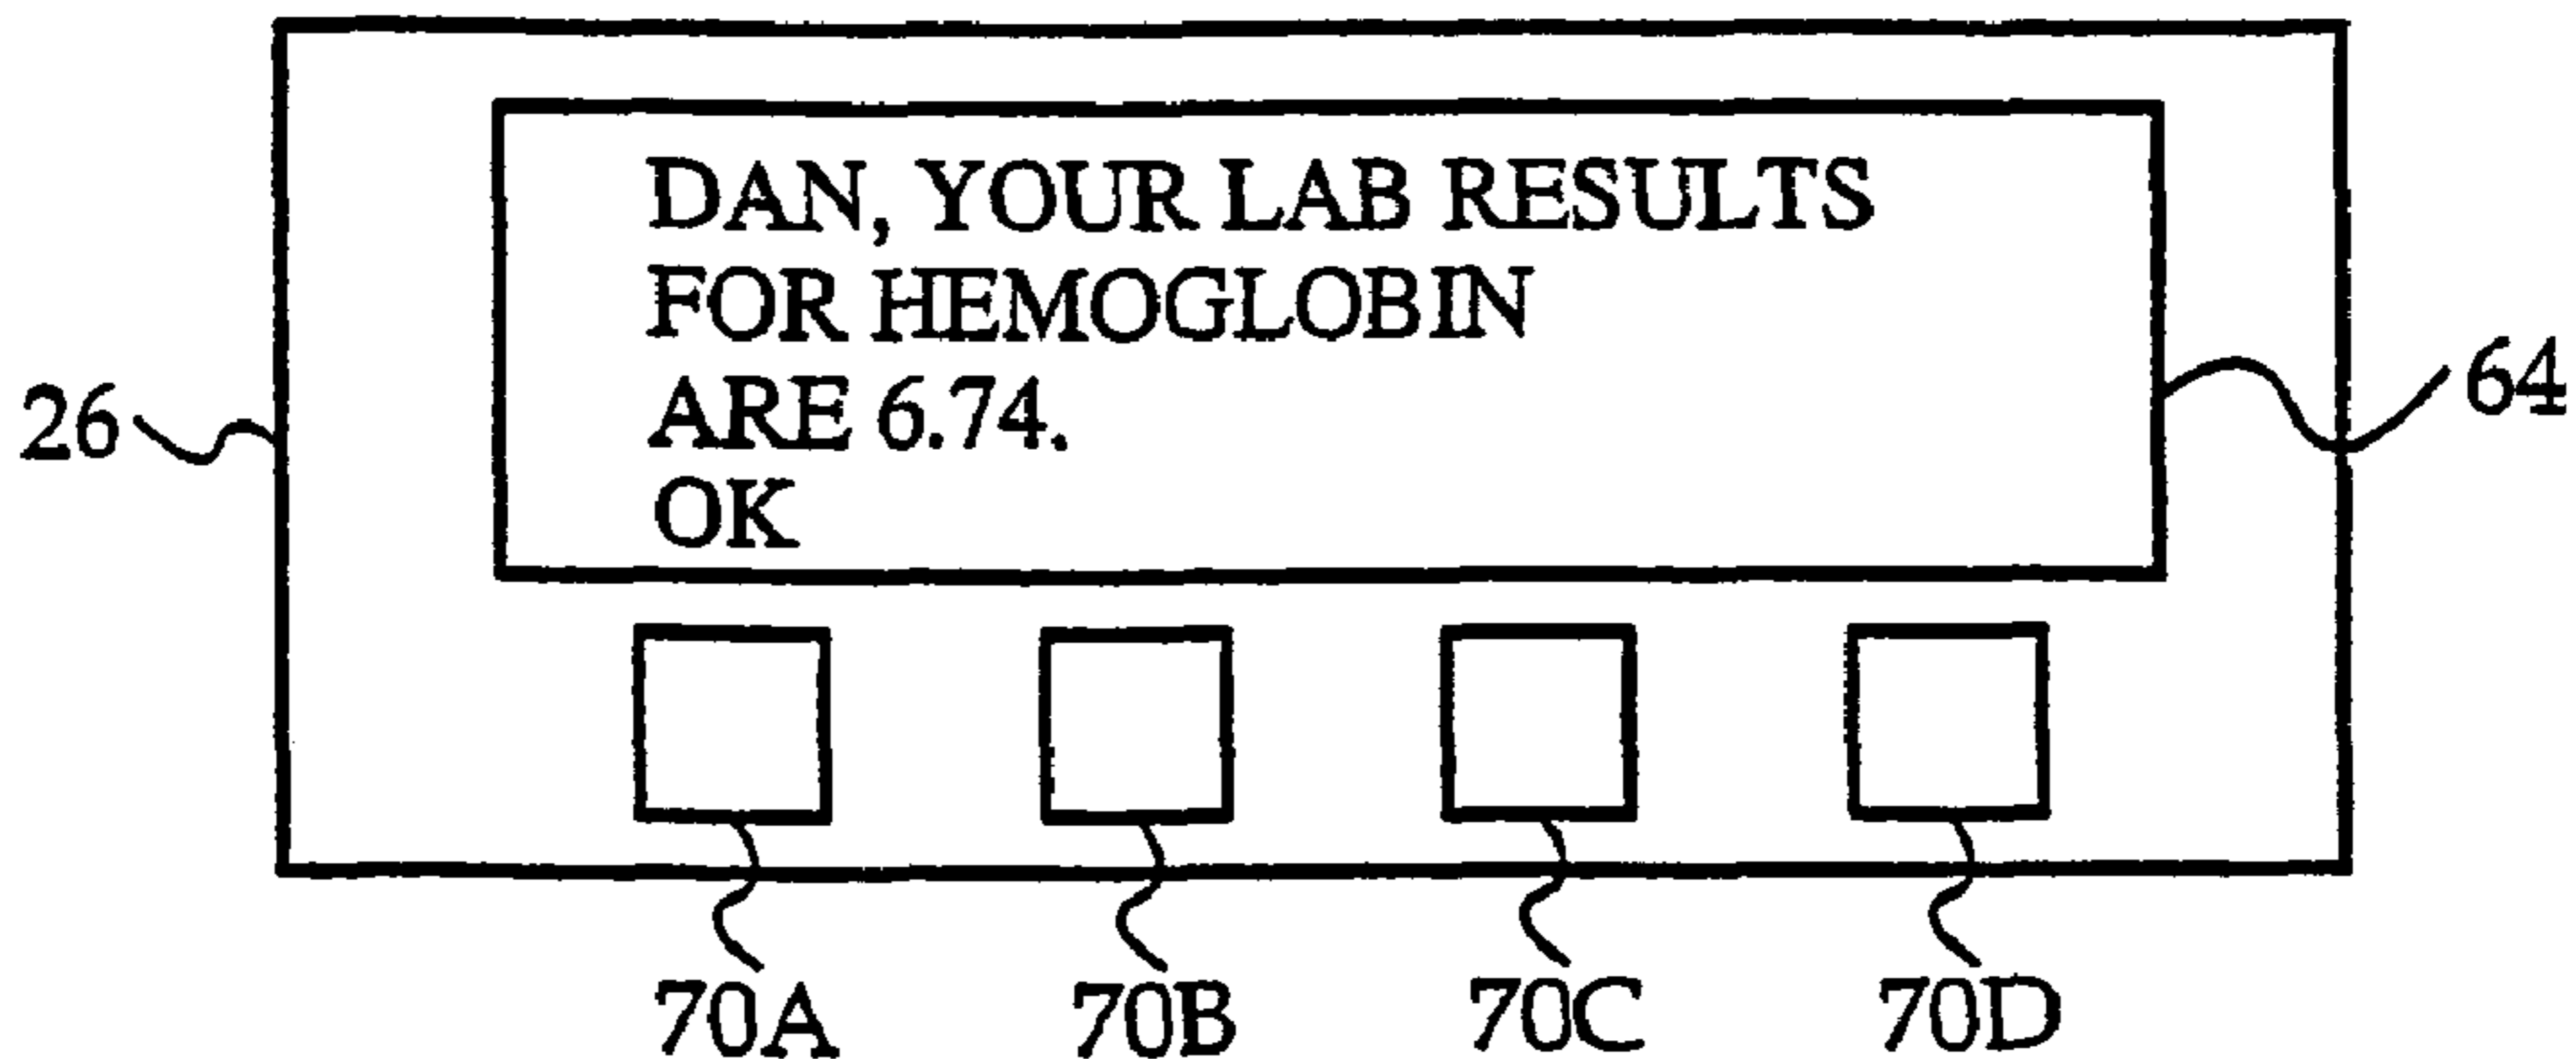 DAN, YOUR LAB RESULTS
FOR HEMOGLOBIN
ARE 6.74.
OK
26
64
70A
70B
70C
70D